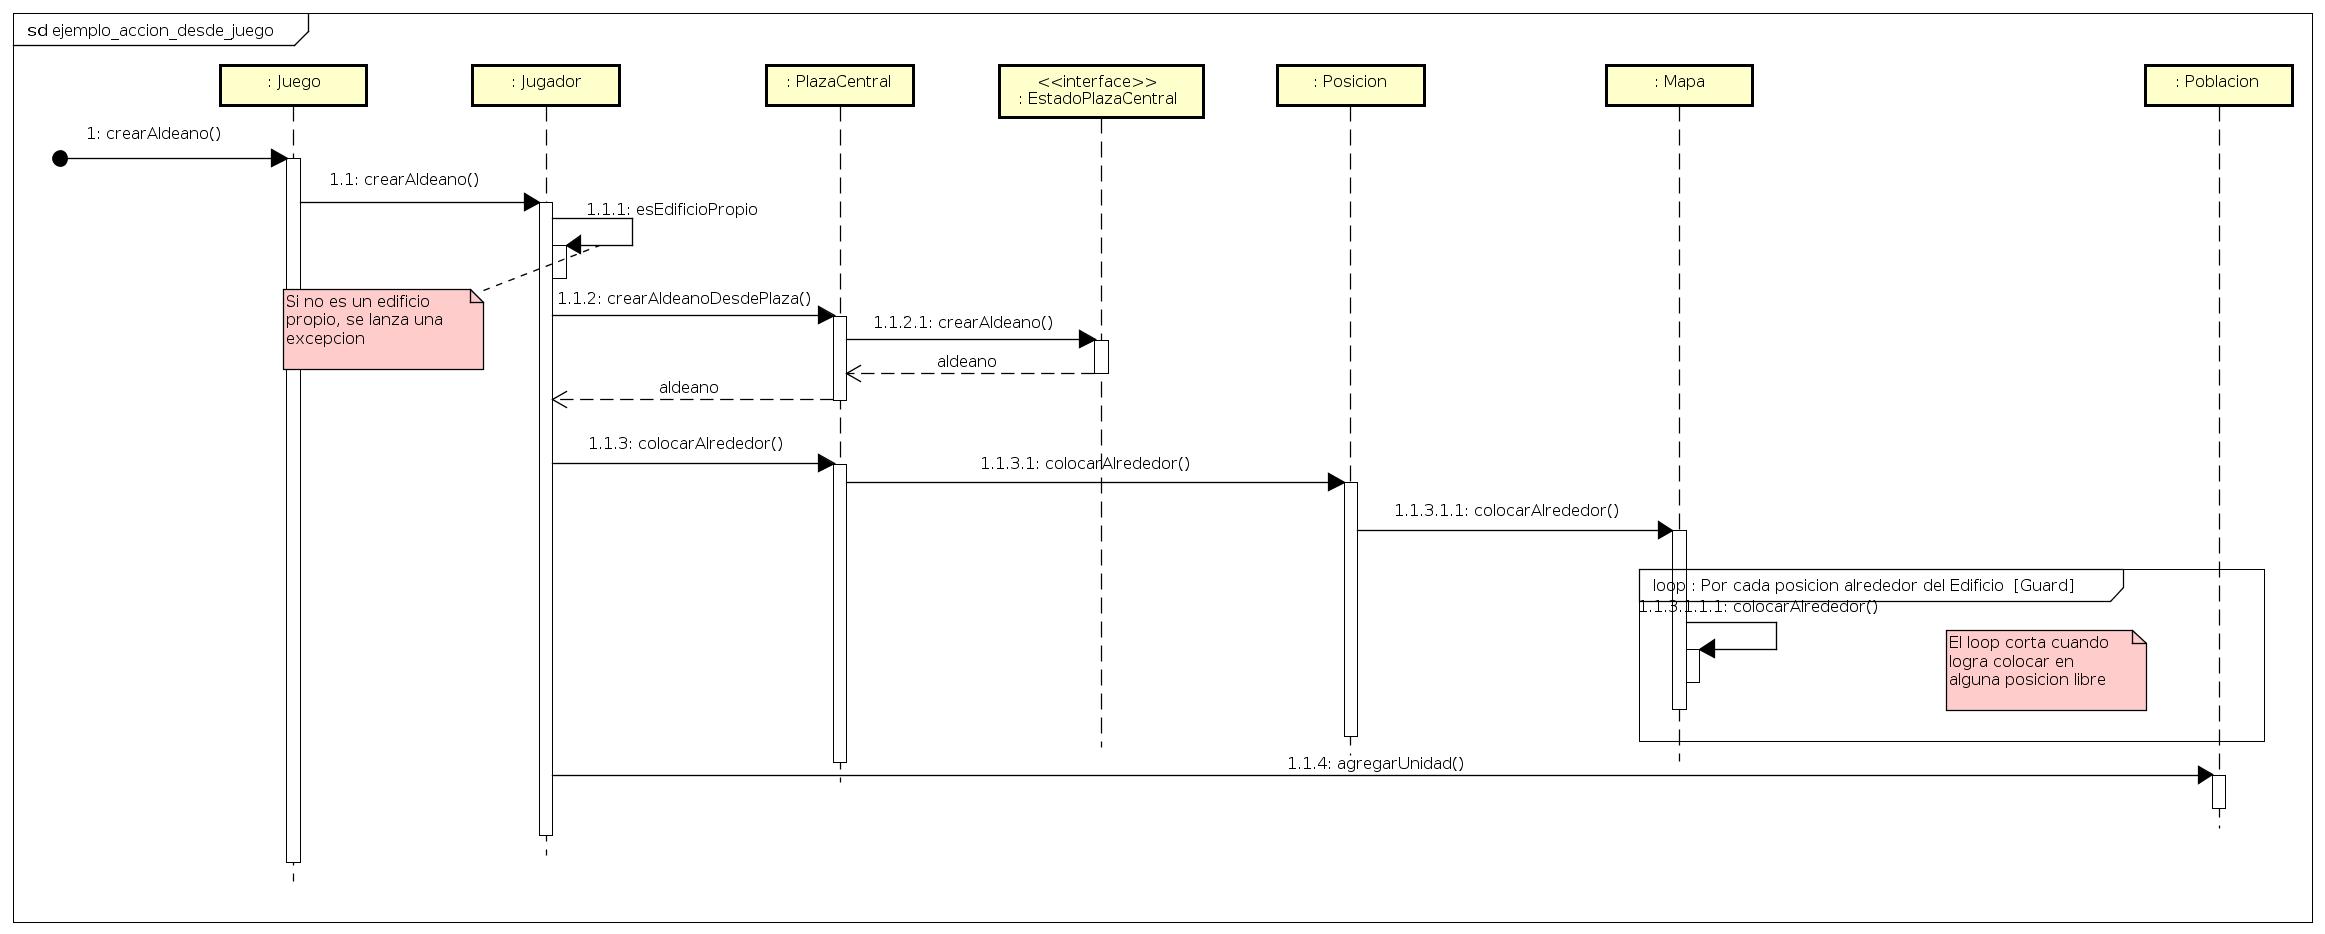 sd ejemplo_accion_desde_juego
: Juego
: Jugador
: PlazaCentral
<<interface>>
: EstadoPlazaCentral
: Posicion
: Mapa
: Poblacion
1: crearAldeano()
1.1: crearAldeano()
1.1.1: esEdificioPropio
Si no es un edificio
propio, se lanza una
excepcion
1.1.2: crearAldeanoDesdePlaza()
1.1.2.1: crearAldeano()
aldeano
aldeano
1.1.3: colocarAlrededor()
1.1.3.1: colocarAlrededor()
1.1.3.1.1: colocarAlrededor()
loop : Por cada posicion alrededor del Edificio [Guard]
1.1.3.1.1.1: colocarAlrededor()
El loop corta cuando
logra colocar en
alguna posicion libre
1.1.4: agregarUnidad()